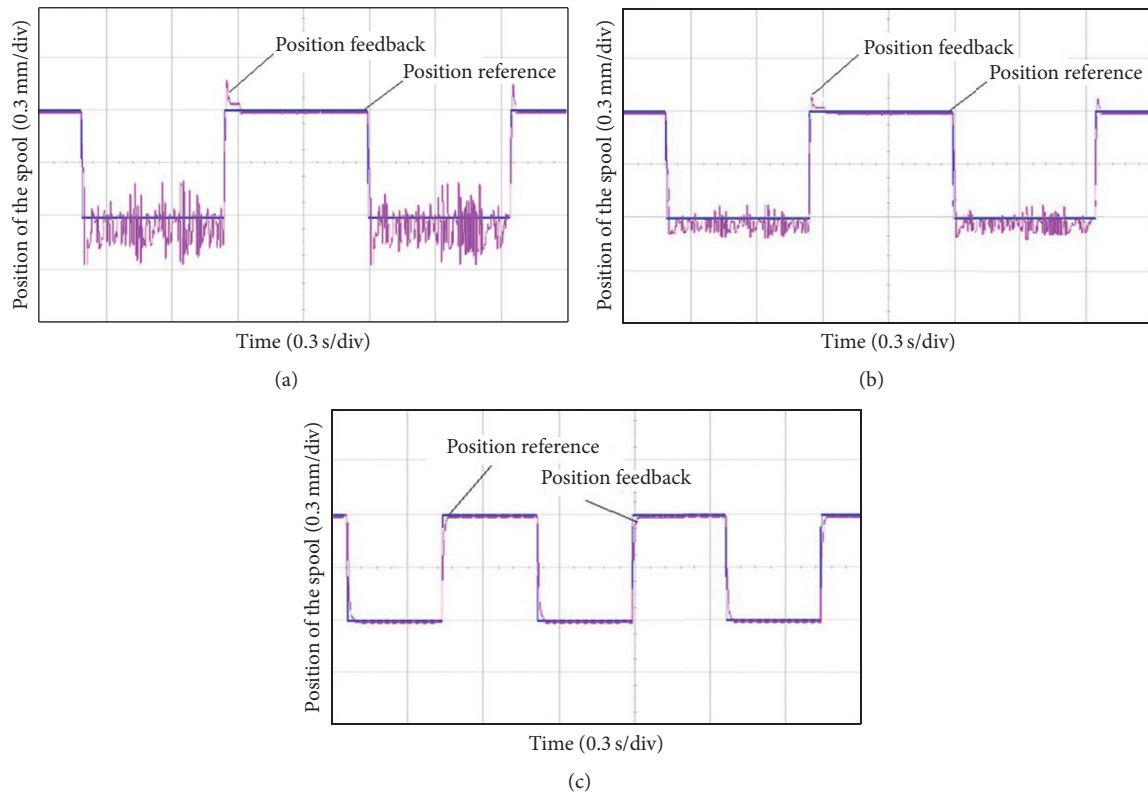 Position feedback
Position reference
Position of the spool (0.3 mm/div)
Time (0.3 s/div)
(a)
Position feedback
Position reference
Position of the spool (0.3 mm/div)
Time (0.3 s/div)
(b)
Position reference
Position feedback
Position of the spool (0.3 mm/div)
Time (0.3 s/div)
(c)